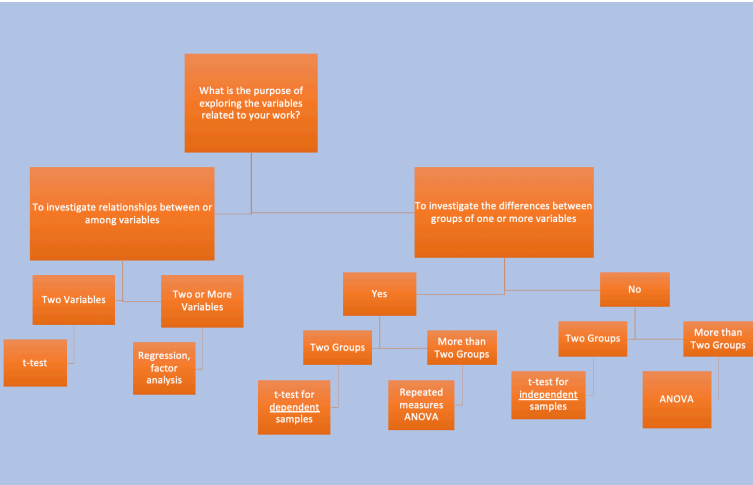 What is the purpose of
exploring the variables
related to your work?
To investigate relationships between or
among variables
To investigate the differences between
groups of one or more variables
Two Variables
Two or More
Variables
Yes
No
t-test
Regression,
factor
analysis
Two Groups
More than
Two Groups
Two Groups
More than
Two Groups
t-test for
dependent
samples
Repeated
measures
ANOVA
t-test for
independent
samples
ANOVA